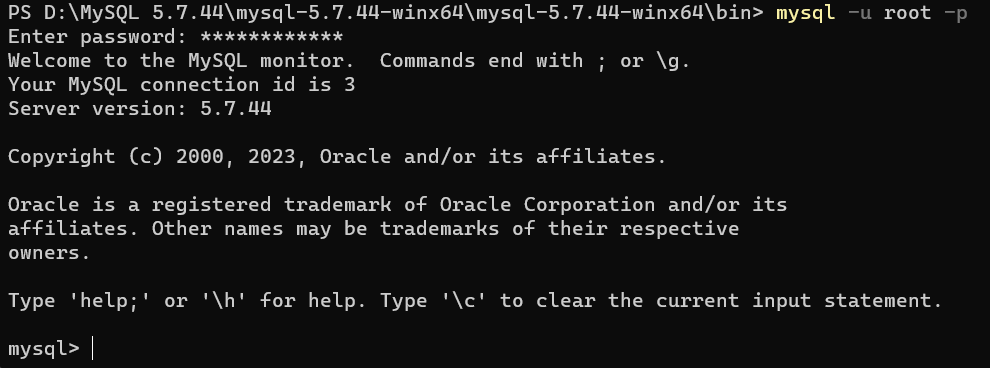 PS D:\MySQL 5.7.44\mysql-5.7.44-winx64\mysql-5.7.44-winx64\bin> mysql -u root -p
Enter password: ************
Welcome to the MySQL monitor.  Commands end with ; or \g.
Your MySQL connection id is 3
Server version: 5.7.44
Copyright (c) 2000, 2023, Oracle and/or its affiliates.
Oracle is a registered trademark of Oracle Corporation and/or its
affiliates. Other names may be trademarks of their respective
owners.
Type 'help;' or '\h' for help. Type '\c' to clear the current input statement.
mysql>